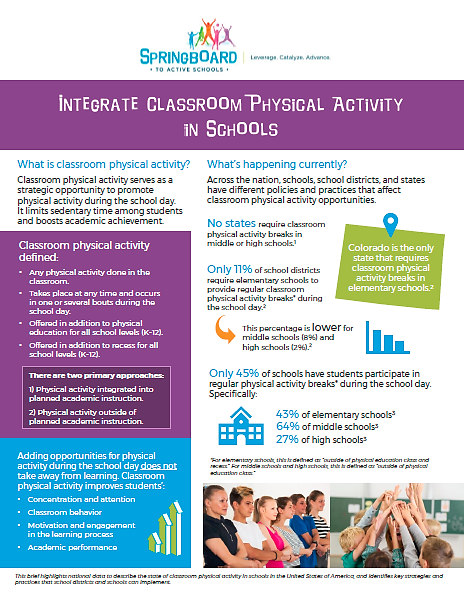 SPRINGBOARD
• TO ACTIVE SCHOOLS •
Leverage. Catalyze. Advance.
INTEGRATE CLASSROOM PHYSICAL ACTIVITY
IN SCHOOLS
What is classroom physical activity?
Classroom physical activity serves as a
strategic opportunity to promote
physical activity during the school day.
It limits sedentary time among students
and boosts academic achievement.
Classroom physical activity
defined:
• Any physical activity done in the
classroom.
• Takes place at any time and occurs
in one or several bouts during the
school day.
• Offered in addition to physical
education for all school levels (K-12).
• Offered in addition to recess for all
school levels (K-12).
There are two primary approaches:
1) Physical activity integrated into
planned academic instruction.
2) Physical activity outside of
planned academic instruction.
Adding opportunities for physical
activity during the school day does not
take away from learning. Classroom
physical activity improves students':
• Concentration and attention
• Classroom behavior
• Motivation and engagement
in the learning process
• Academic performance
What's happening currently?
Across the nation, schools, school districts, and states
have different policies and practices that affect
classroom physical activity opportunities.
No states require classroom
physical activity breaks in
middle or high schools.¹
Colorado is the only
state that requires
classroom physical
activity breaks in
elementary schools.²
Only 11% of school districts
require elementary schools to
provide regular classroom
physical activity breaks* during
the school day.²
This percentage is lower for
middle schools (8%) and
high schools (2%).²
Only 45% of schools have students participate in
regular physical activity breaks* during the school day.
Specifically:
43% of elementary schools³
64% of middle schools³
27% of high schools³
*For elementary schools, this is defined as "outside of physical education class and
recess." For middle schools and high schools, this is defined as "outside of physical
education class."
This brief highlights national data to describe the state of classroom physical activity in schools in the United States of America, and identifies key strategies and
practices that school districts and schools can implement.